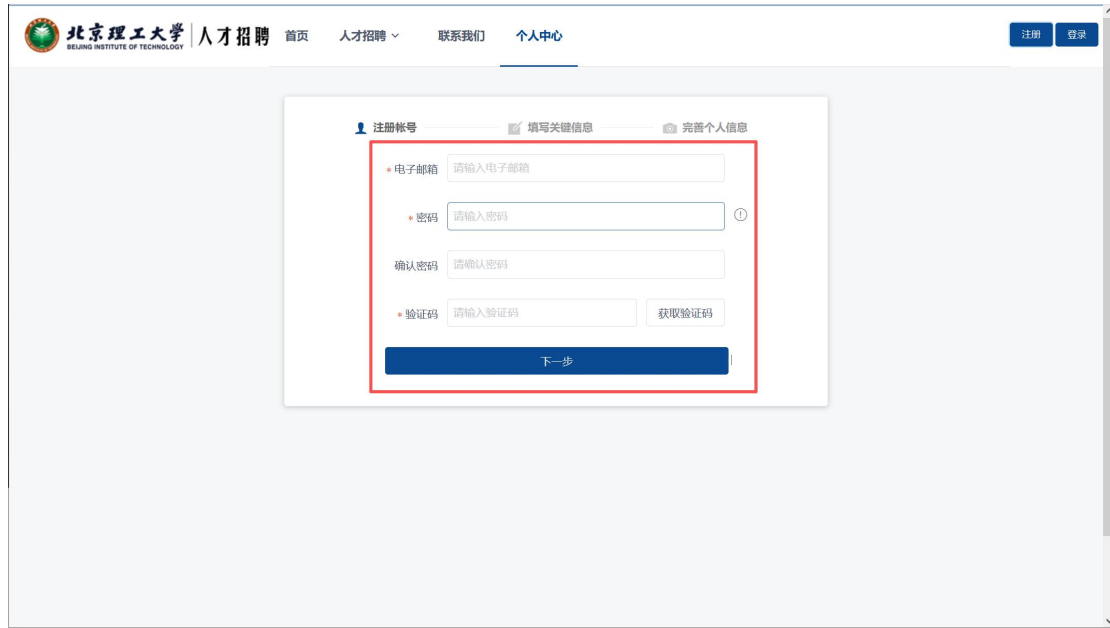 北京理工大学 人才招聘 首页 人才招聘 联系我们 个人中心 注册 登录
BEIJING INSTITUTE OF TECHNOLOGY
注册帐号 填写关键信息 完善个人信息
* 电子邮箱 请输入电子邮箱
* 密码 请输入密码
确认密码 请确认密码
* 验证码 请输入验证码 获取验证码
下一步